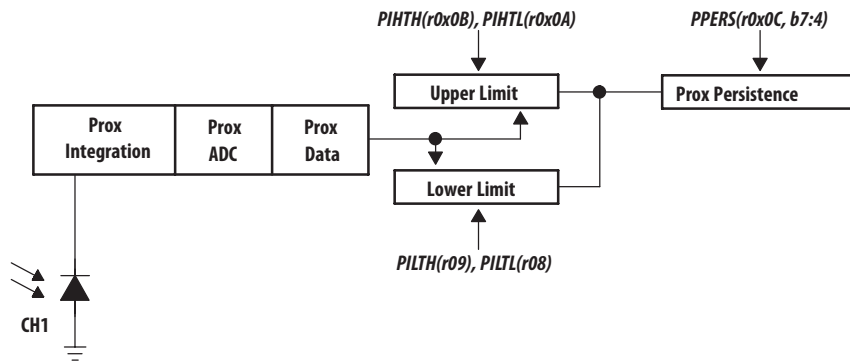 PIHTH(r0x0B), PIHTL(r0x0A)
PPERS(r0x0C, b7:4)
Upper Limit
Prox Persistence
Prox
Integration
Prox
ADC
Prox
Data
Lower Limit
PILTH(r09), PILTL(r08)
CH1